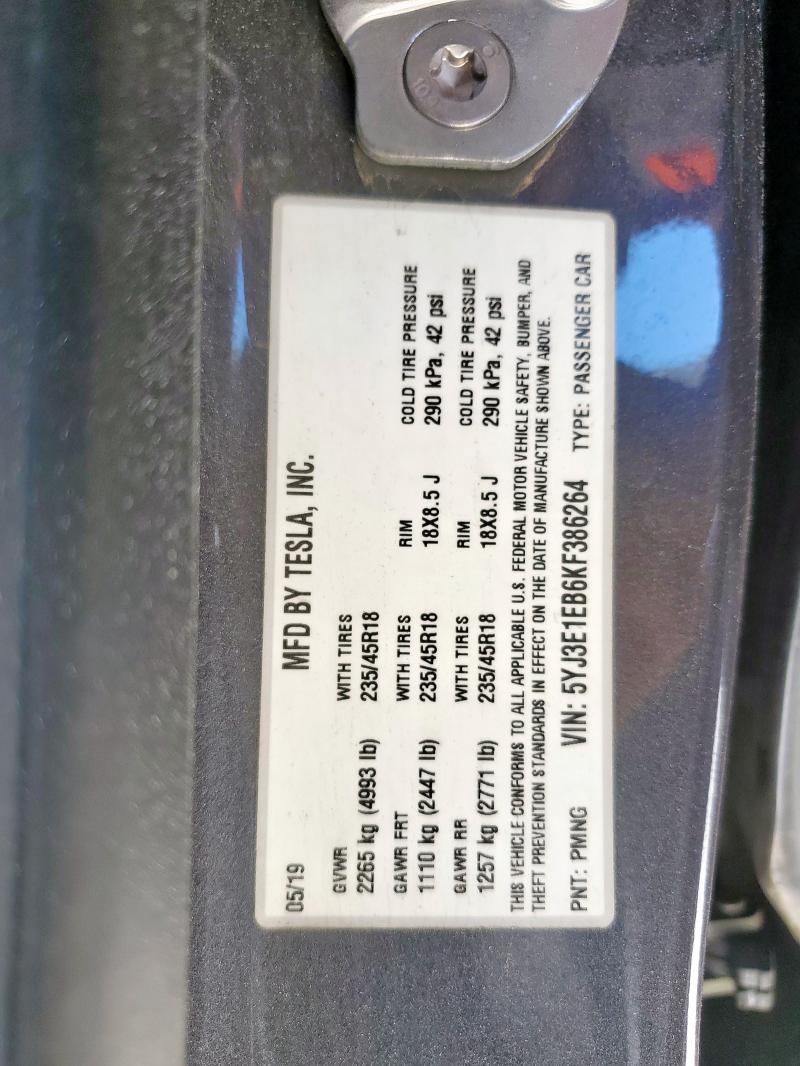 MFD BY TESLA, INC.
05/19
GVWR WITH TIRES
2265 kg (4993 lb) 235/45R18
GAWR FRT WITH TIRES RIM COLD TIRE PRESSURE
1110 kg (2447 lb) 235/45R18 18X8.5 J 290 kPa, 42 psi
GAWR RR WITH TIRES RIM COLD TIRE PRESSURE
1257 kg (2771 lb) 235/45R18 18X8.5 J 290 kPa, 42 psi
THIS VEHICLE CONFORMS TO ALL APPLICABLE U.S. FEDERAL MOTOR VEHICLE SAFETY, BUMPER, AND
THEFT PREVENTION STANDARDS IN EFFECT ON THE DATE OF MANUFACTURE SHOWN ABOVE.
PNT: PMNG VIN: 5YJ3E1EB6KF386264 TYPE: PASSENGER CAR